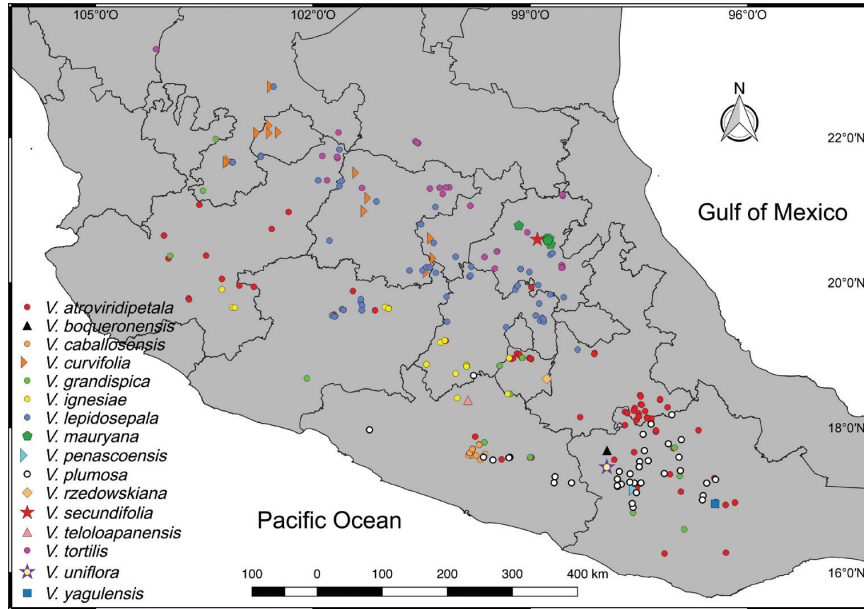 105°0'O 102°0'O 99°0'O 96°0'O
N
22°0'N
Gulf of Mexico
20°0'N
V. atroviridipetala
V. boqueronensis
V. caballosensis
V. curvifolia
V. grandispica
V. ignesiae
V. lepidosepala
V. mauryana
V. penascoensis
V. plumosa
V. rzedowskiana
V. secundifolia
V. teloloapanensis
V. tortilis
V. uniflora
V. yagulensis
18°0'N
Pacific Ocean
16°0'N
100 0 100 200 300 400 km